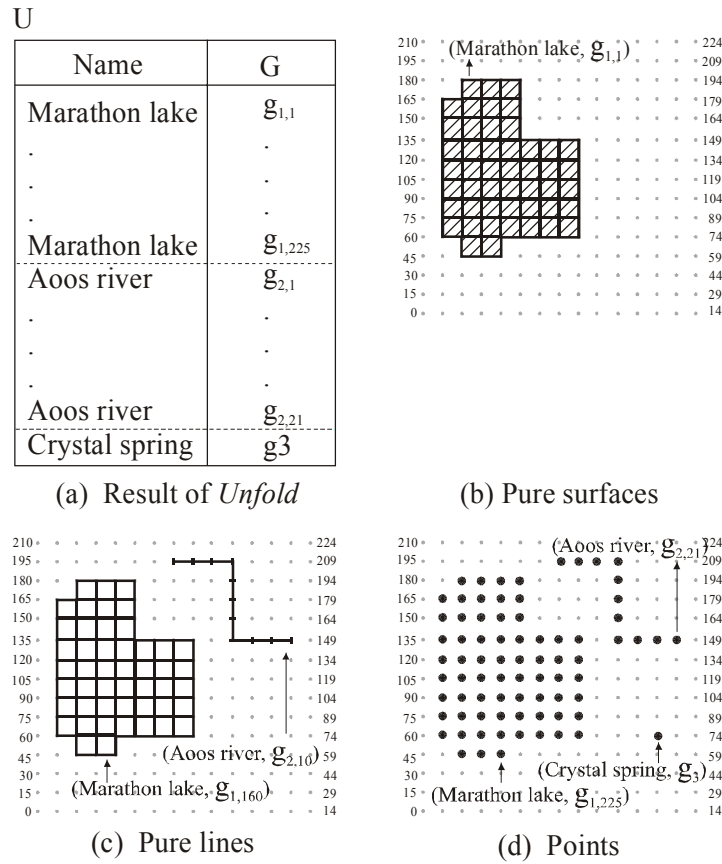 U
Name G
Marathon lake g1,1
. .
. .
. .
Marathon lake g1,225
Aoos river g2,1
. .
. .
. .
Aoos river g2,21
Crystal spring g3
(a) Result of Unfold
(Marathon lake, g1,1)
210 224
195 209
180 194
165 179
150 164
135 149
120 134
105 119
90 104
75 89
60 74
45 59
30 44
15 29
0 14
(b) Pure surfaces
210 224
195 209
180 194
165 179
150 164
135 149
120 134
105 119
90 104
75 89
60 74
45 (Aoos river, g2,10) 59
30 (Marathon lake, g1,160) 44
15 29
0 14
(c) Pure lines
210 (Aoos river, g2,21) 224
195 209
180 194
165 179
150 164
135 149
120 134
105 119
90 104
75 89
60 74
45 59
30 (Crystal spring, g3) 44
15 (Marathon lake, g1,225) 29
0 14
(d) Points